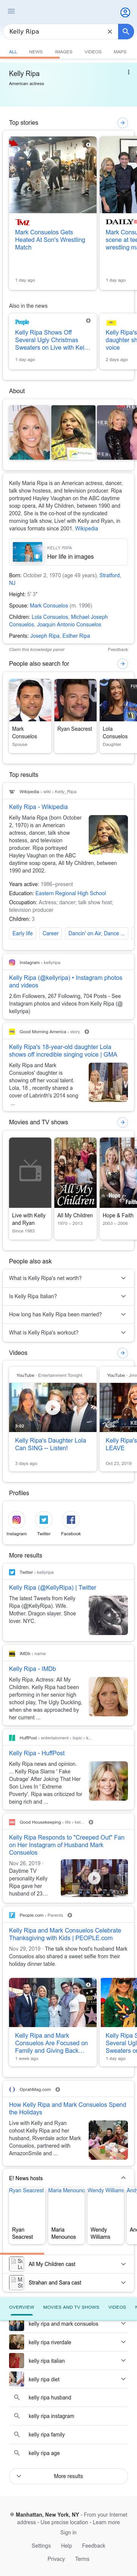 Kelly Ripa
ALL NEWS IMAGES VIDEOS MAPS
Kelly Ripa
American actress
Top stories
TMZ
Mark Consuelos Gets
Heated At Son's Wrestling
Match
1 day ago
DAILY
Mark Consu
scene at tee
wrestling ma
1 day ago
Also in the news
People
Kelly Ripa Shows Off
Several Ugly Christmas
Sweaters on Live with Kel...
1 day ago
Kelly Ripa's
daughter sh
voice
2 days ago
About
Kelly Maria Ripa is an American actress, dancer,
talk show hostess, and television producer. Ripa
portrayed Hayley Vaughan on the ABC daytime
soap opera, All My Children, between 1990 and
2002. She is the co-host of the syndicated
morning talk show, Live! with Kelly and Ryan, in
various formats since 2001. Wikipedia
KELLY RIPA
Her life in images
Born: October 2, 1970 (age 49 years), Stratford,
NJ
Height: 5′ 3″
Spouse: Mark Consuelos (m. 1996)
Children: Lola Consuelos, Michael Joseph
Consuelos, Joaquin Antonio Consuelos
Parents: Joseph Ripa, Esther Ripa
Claim this knowledge panel Feedback
People also search for
Mark
Consuelos
Spouse
Ryan Seacrest
Lola
Consuelos
Daughter
Top results
Wikipedia › wiki › Kelly_Ripa
Kelly Ripa - Wikipedia
Kelly Maria Ripa (born October
2, 1970) is an American
actress, dancer, talk show
hostess, and television
producer. Ripa portrayed
Hayley Vaughan on the ABC
daytime soap opera, All My Children, between
1990 and 2002.
Years active: 1986–present
Education: Eastern Regional High School
Occupation: Actress; dancer; talk show host;
television producer
Children: 3
Early life Career Dancin' on Air, Dance ...
Instagram › kellyripa
Kelly Ripa (@kellyripa) • Instagram photos
and videos
2.6m Followers, 267 Following, 704 Posts - See
Instagram photos and videos from Kelly Ripa (@
kellyripa)
Good Morning America › story
Kelly Ripa's 18-year-old daughter Lola
shows off incredible singing voice | GMA
Kelly Ripa and Mark
Consuelos' daughter is
showing off her vocal talent.
Lola, 18 , recently shared a
cover of Labrinth's song of 2014
...
Movies and TV shows
Live with Kelly
and Ryan
Since 1983
All My Children
1970 – 2013
Hope & Faith
2003 – 2006
People also ask
What is Kelly Ripa's net worth?
Is Kelly Ripa Italian?
How long has Kelly Ripa been married?
What is Kelly Ripa's workout?
Videos
YouTube · Entertainment Tonight
5:02
Kelly Ripa's Daughter Lola
Can SING -- Listen!
3 days ago
YouTube
Kelly Ripa's
LEAVE
Oct 23, 2019
Profiles
Instagram Twitter Facebook
More results
Twitter › kellyripa
Kelly Ripa (@KellyRipa) | Twitter
The latest Tweets from Kelly
Ripa (@KellyRipa). Wife.
Mother. Dragon slayer. Shoe
lover. NYC.
IMDb › name
Kelly Ripa - IMDb
Kelly Ripa, Actress: All My
Children. Kelly Ripa had been
performing in her senior high
school play, The Ugly Duckling,
when she was was approached
by her current ...
HuffPost › entertainment › topic › k...
Kelly Ripa - HuffPost
Kelly Ripa news and opinion.
... Kelly Ripa Slams ' Fake
Outrage' After Joking That Her
Son Lives In ' Extreme
Poverty'. Ripa was criticized for
having rich and ...
Good Housekeeping › life › kel...
Kelly Ripa Responds to "Creeped Out" Fan
on Her Instagram of Husband Mark
Consuelos
Nov 26, 2019 ·
Daytime TV
personality Kelly
Ripa gave her
husband of 23...
People.com › Parents
Kelly Ripa and Mark Consuelos Celebrate
Thanksgiving with Kids | PEOPLE.com
Nov 29, 2019 · The talk show host's husband Mark
Consuelos also shared a sweet selfie from their
holiday dinner table.
Kelly Ripa and Mark
Consuelos Are Focused on
Family and Giving Back...
1 week ago
Kelly Ripa S
Several Ugl
Sweaters on
1 day ago
OprahMag.com
How Kelly Ripa and Mark Consuelos Spend
the Holidays
Live with Kelly and Ryan
cohost Kelly Ripa and her
husband, Riverdale actor Mark
Consuelos, partnered with
AmazonSmile and ...
E! News hosts
Ryan Seacrest
Ryan
Seacrest
Maria Menounos
Maria
Menounos
Wendy Williams
Wendy
Williams
All My Children cast
Strahan and Sara cast
OVERVIEW MOVIES AND TV SHOWS VIDEOS
kelly ripa and mark consuelos
kelly ripa riverdale
kelly ripa italian
kelly ripa diet
kelly ripa husband
kelly ripa instagram
kelly ripa family
kelly ripa age
More results
Manhattan, New York, NY - From your Internet
address - Use precise location - Learn more
Sign in
Settings Help Feedback
Privacy Terms